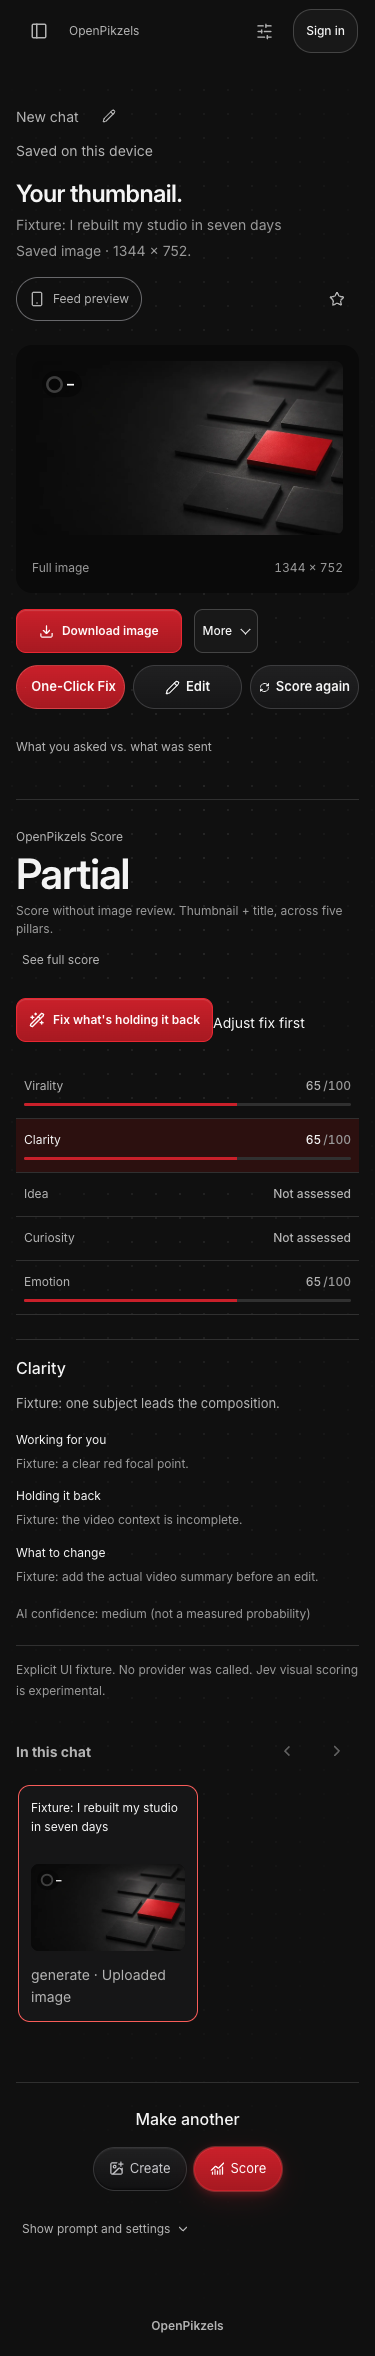 OpenPikzels
Sign in
New chat
Saved on this device
Your thumbnail.
Fixture: I rebuilt my studio in seven days
Saved image · 1344 × 752.
Feed preview
Full image
1344 × 752
Download image
More
One-Click Fix
Edit
Score again
What you asked vs. what was sent
OpenPikzels Score
Partial
Score without image review. Thumbnail + title, across five
pillars.
See full score
Fix what's holding it back
Adjust fix first
Virality
65/100
Clarity
65/100
Idea
Not assessed
Curiosity
Not assessed
Emotion
65/100
Clarity
Fixture: one subject leads the composition.
Working for you
Fixture: a clear red focal point.
Holding it back
Fixture: the video context is incomplete.
What to change
Fixture: add the actual video summary before an edit.
AI confidence: medium (not a measured probability)
Explicit UI fixture. No provider was called. Jev visual scoring
is experimental.
In this chat
Fixture: I rebuilt my studio
in seven days
generate · Uploaded
image
Make another
Create
Score
Show prompt and settings
OpenPikzels